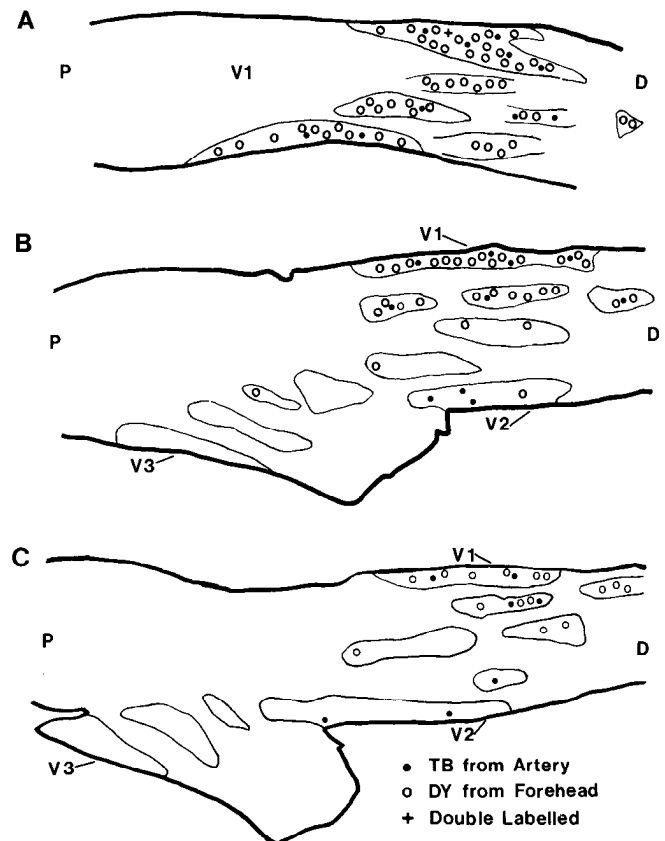 A
P V1 D
B
V1
P D
V3 V2
C
V1
P D
V3 V2
• TB from Artery
o DY from Forehead
+ Double Labelled